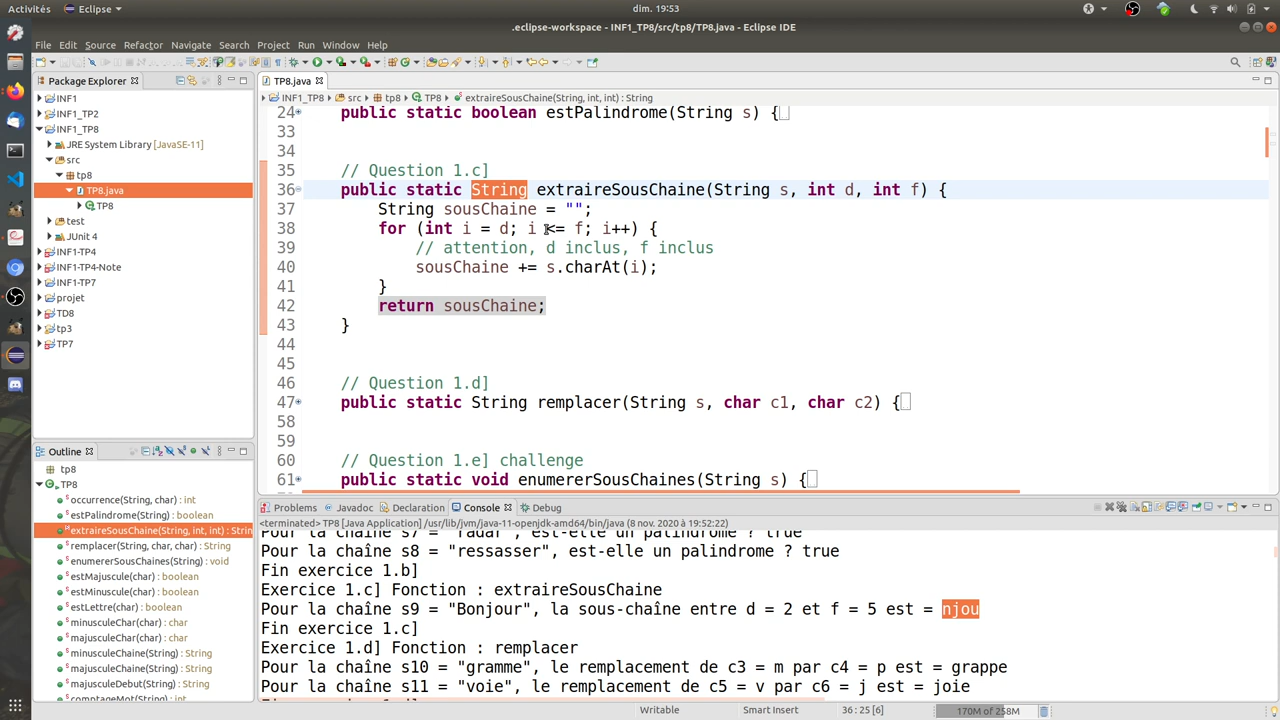 Activités
Eclipse
dim. 19:53
.eclipse-workspace - INF1_TP8/src/tp8/TP8.java - Eclipse IDE
File Edit Source Refactor Navigate Search Project Run Window Help
Package Explorer
INF1
INF1_TP2
INF1_TP8
JRE System Library [JavaSE-11]
src
tp8
TP8.java
TP8
test
JUnit 4
INF1-TP4
INF1-TP4-Note
INF1-TP7
projet
TD8
tp3
TP7
TP8.java
INF1_TP8 src tp8 TP8.java TP8 extraireSousChaine(String, int, int) : String
24 public static boolean estPalindrome(String s) {
33
34
35 // Question 1.c]
36 public static String extraireSousChaine(String s, int d, int f) {
37 String sousChaine = "";
38 for (int i = d; i <= f; i++) {
39 // attention, d inclus, f inclus
40 sousChaine += s.charAt(i);
41 }
42 return sousChaine;
43 }
44
45
46 // Question 1.d]
47 public static String remplacer(String s, char c1, char c2) {
58
59
60 // Question 1.e] challenge
61 public static void enumererSousChaines(String s) {
Outline
tp8
TP8
occurrence(String, char) : int
estPalindrome(String) : boolean
extraireSousChaine(String, int, int) : Strin
remplacer(String, char, char) : String
enumererSousChaines(String) : void
estMajuscule(char) : boolean
estMinuscule(char) : boolean
estLettre(char) : boolean
minusculeChar(char) : char
majusculeChar(char) : char
minusculeChaine(String) : String
majusculeChaine(String) : String
majusculeDebut(String) : String
comptageMot(String) : int
Problems Javadoc Declaration Console Debug
<terminated> TP8 [Java Application] /usr/lib/jvm/java-11-openjdk-amd64/bin/java (8 nov. 2020 à 19:52:22)
Pour la chaîne s7 = "radar", est-elle un palindrome ? true
Pour la chaîne s8 = "ressasser", est-elle un palindrome ? true
Fin exercice 1.b]
Exercice 1.c] Fonction : extraireSousChaine
Pour la chaîne s9 = "Bonjour", la sous-chaîne entre d = 2 et f = 5 est = njou
Fin exercice 1.c]
Exercice 1.d] Fonction : remplacer
Pour la chaîne s10 = "gramme", le remplacement de c3 = m par c4 = p est = grappe
Pour la chaîne s11 = "voie", le remplacement de c5 = v par c6 = j est = joie
Writable
Smart Insert
36 : 25 [6]
170M of 258M